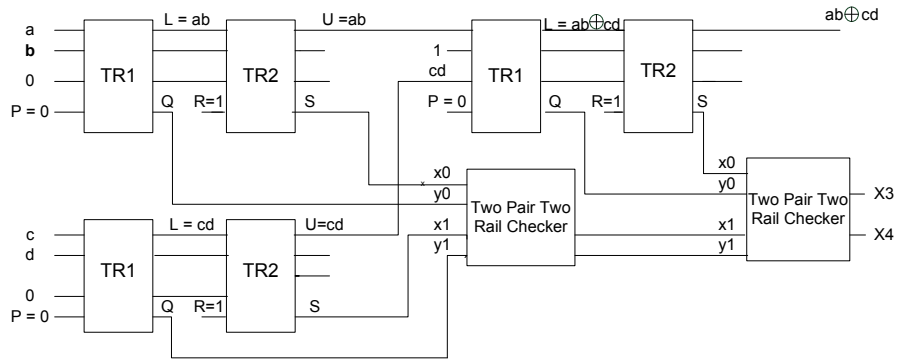 L = ab U =ab L = ab⊕cd ab⊕cd
a
b 1
TR1 TR2 TR1 TR2
0 cd
P = 0 Q R=1 S P = 0 Q R=1 S
x0 x0
x y0 y0
Two Pair Two Two Pair Two X3
Rail Checker Rail Checker
L = cd U=cd x1 x1
c X4
d y1 y1
TR1 TR2
0
P = 0 Q R=1 S